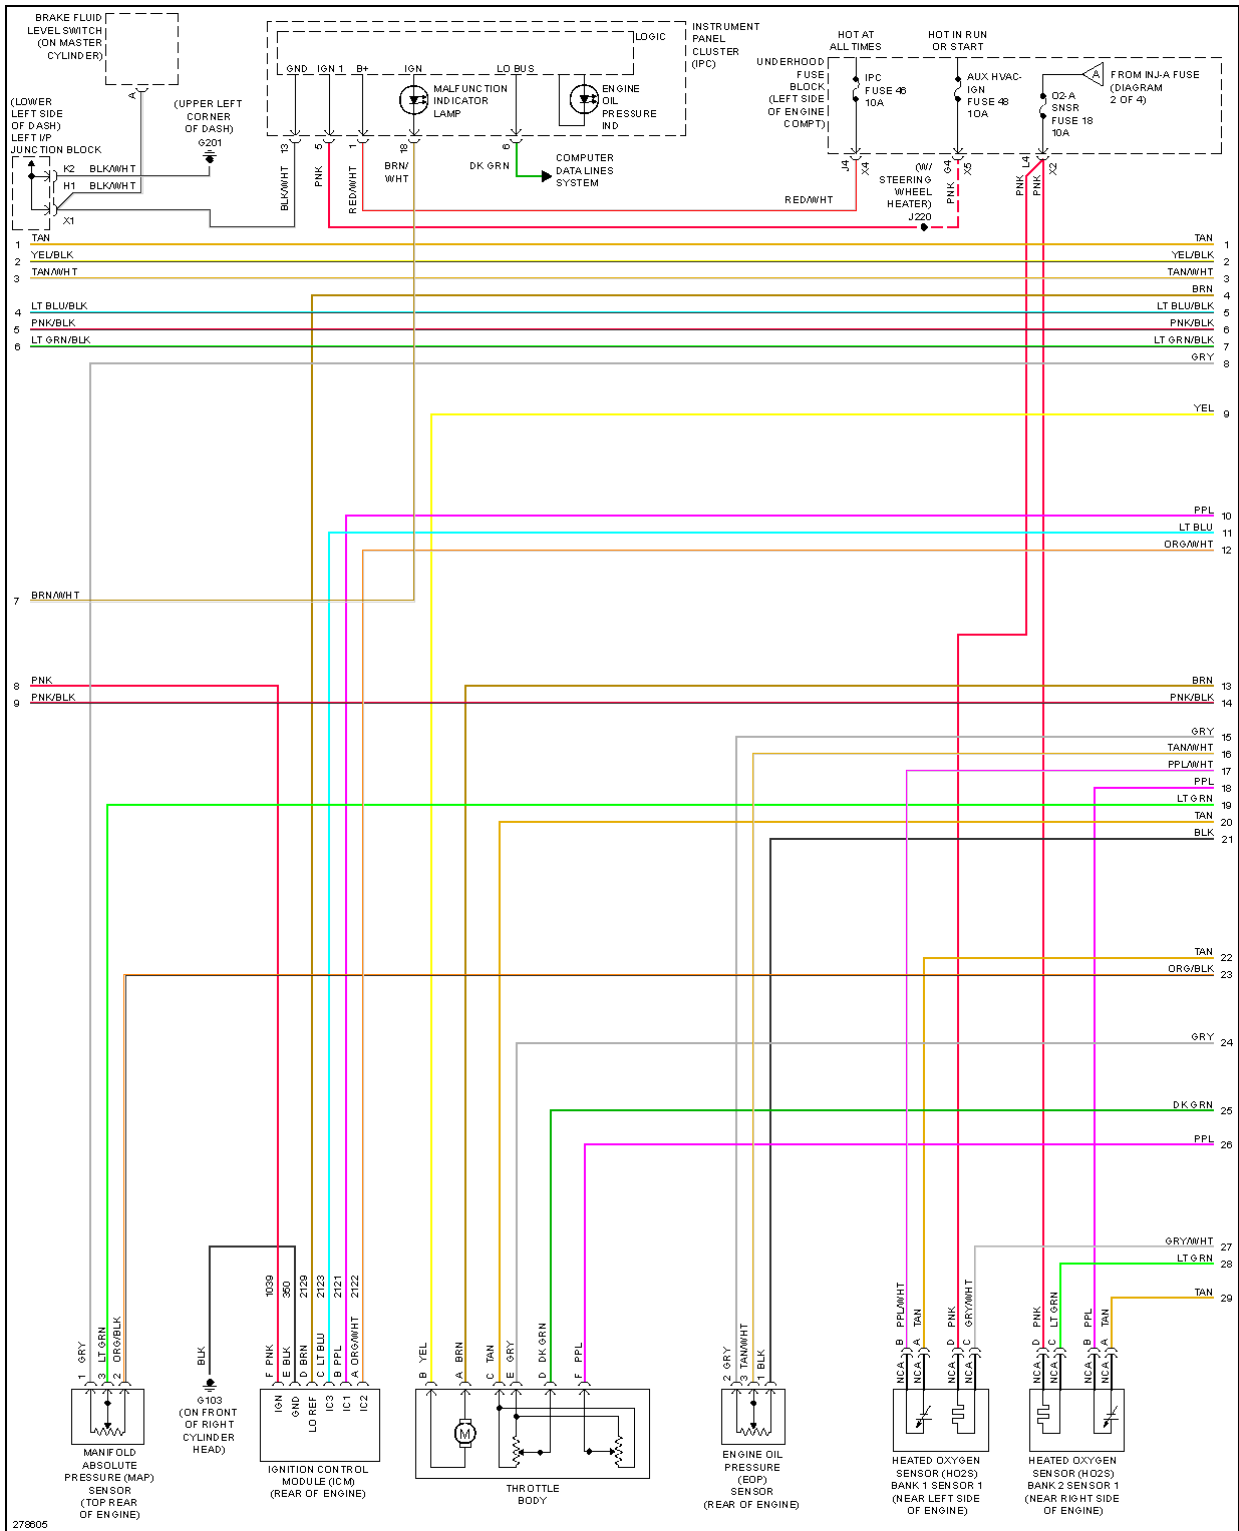 BRAKE FLUID
LEVEL SWITCH
(ON MASTER
CYLINDER)
A
(LOWER
LEFT SIDE
OF DASH)
LEFT I/P
JUNCTION BLOCK
K2 BLK/WHT
H1 BLK/WHT
X1
(UPPER LEFT
CORNER
OF DASH)
G201
INSTRUMENT
PANEL
CLUSTER
(IPC)
LOGIC
GND IGN 1 B+ IGN LO BUS
MALFUNCTION
INDICATOR
LAMP
ENGINE
OIL
PRESSURE
IND
13 5 1 18 6
BLK/WHT
PNK
RED/WHT
BRN/
WHT
DK GRN
COMPUTER
DATA LINES
SYSTEM
HOT AT
ALL TIMES
HOT IN RUN
OR START
UNDERHOOD
FUSE
BLOCK
(LEFT SIDE
OF ENGINE
COMPT)
IPC
FUSE 46
10A
AUX HVAC-
IGN
FUSE 48
10A
O2-A
SNSR
FUSE 18
10A
A
FROM INJ-A FUSE
(DIAGRAM
2 OF 4)
J4 X4 G4 X5 L4 X2
RED/WHT
(W/
STEERING
WHEEL
HEATER)
J220
PNK
PNK
PNK
1 TAN TAN 1
2 YEL/BLK YEL/BLK 2
3 TAN/WHT TAN/WHT 3
BRN 4
4 LT BLU/BLK LT BLU/BLK 5
5 PNK/BLK PNK/BLK 6
6 LT GRN/BLK LT GRN/BLK 7
GRY 8
YEL 9
PPL 10
LT BLU 11
ORG/WHT 12
7 BRN/WHT
8 PNK BRN 13
9 PNK/BLK PNK/BLK 14
GRY 15
TAN/WHT 16
PPL/WHT 17
PPL 18
LT GRN 19
TAN 20
BLK 21
TAN 22
ORG/BLK 23
GRY 24
DK GRN 25
PPL 26
GRY/WHT 27
LT GRN 28
TAN 29
1 GRY
3 LT GRN
2 ORG/BLK
MANIFOLD
ABSOLUTE
PRESSURE (MAP)
SENSOR
(TOP REAR
OF ENGINE)
BLK
G103
(ON FRONT
OF RIGHT
CYLINDER
HEAD)
F PNK 1039
E BLK 350
D BRN 2129
C LT BLU 2123
B PPL 2121
A ORG/WHT 2122
IGN
GND
LO REF
IC3
IC1
IC2
IGNITION CONTROL
MODULE (ICM)
(REAR OF ENGINE)
B YEL
A BRN
C TAN
E GRY
D DK GRN
F PPL
M
THROTTLE
BODY
2 GRY
3 TAN/WHT
1 BLK
ENGINE OIL
PRESSURE
(EOP)
SENSOR
(REAR OF ENGINE)
NCA B PPL/WHT
NCA A TAN
NCA D PNK
NCA C GRY/WHT
HEATED OXYGEN
SENSOR (HO2S)
BANK 1 SENSOR 1
(NEAR LEFT SIDE
OF ENGINE)
NCA D PNK
NCA C LT GRN
NCA B PPL
NCA A TAN
HEATED OXYGEN
SENSOR (HO2S)
BANK 2 SENSOR 1
(NEAR RIGHT SIDE
OF ENGINE)
278605